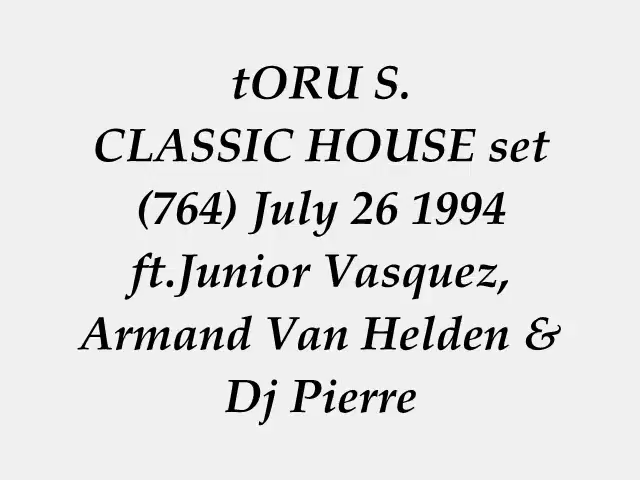 tORU S.
CLASSIC HOUSE set
(764) July 26 1994
ft.Junior Vasquez,
Armand Van Helden &
Dj Pierre